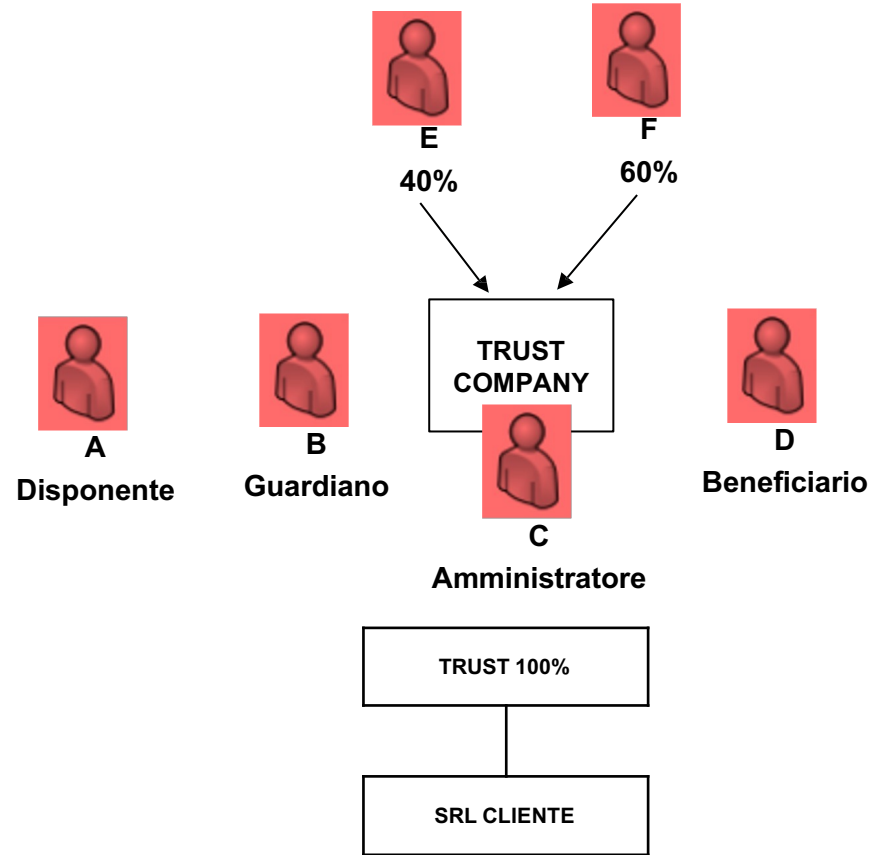 E
40%
F
60%
TRUST
COMPANY
A
Disponente
B
Guardiano
C
Amministratore
D
Beneficiario
TRUST 100%
SRL CLIENTE